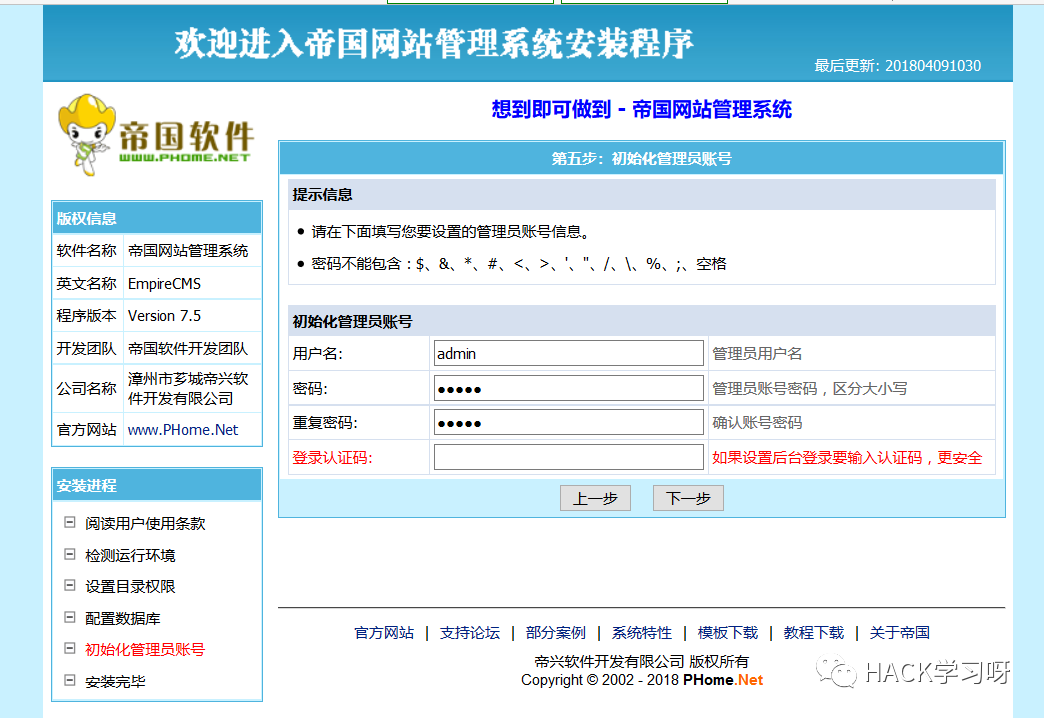 欢迎进入帝国网站管理系统安装程序
最后更新: 201804091030
帝国软件
WWW.PHOME.NET
想到即可做到 - 帝国网站管理系统
版权信息
软件名称 帝国网站管理系统
英文名称 EmpireCMS
程序版本 Version 7.5
开发团队 帝国软件开发团队
公司名称 漳州市芗城帝兴软
件开发有限公司
官方网站 www.PHome.Net
安装进程
阅读用户使用条款
检测运行环境
设置目录权限
配置数据库
初始化管理员账号
安装完毕
第五步：初始化管理员账号
提示信息
● 请在下面填写您要设置的管理员账号信息。
● 密码不能包含：$、&、*、#、<、>、'、"、/、\、%、;、空格
初始化管理员账号
用户名: admin 管理员用户名
密码: ●●●●● 管理员账号密码，区分大小写
重复密码: ●●●●● 确认账号密码
登录认证码: 如果设置后台登录要输入认证码，更安全
上一步 下一步
官方网站 | 支持论坛 | 部分案例 | 系统特性 | 模板下载 | 教程下载 | 关于帝国
帝兴软件开发有限公司 版权所有
Copyright © 2002 - 2018 PHome.Net
HACK学习呀